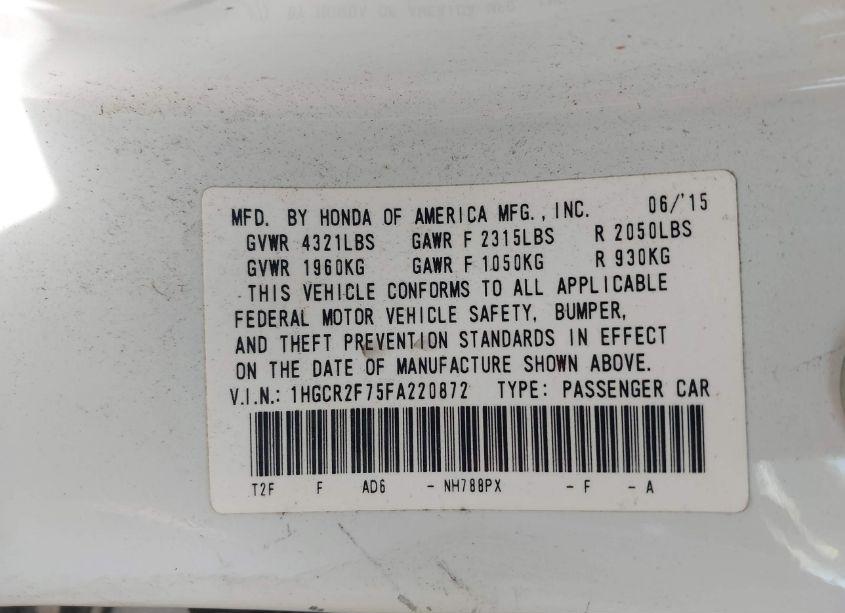 MFD. BY HONDA OF AMERICA MFG., INC. 06/'15
GVWR 4321LBS GAWR F 2315LBS R 2050LBS
GVWR 1960KG GAWR F 1050KG R 930KG
THIS VEHICLE CONFORMS TO ALL APPLICABLE
FEDERAL MOTOR VEHICLE SAFETY, BUMPER,
AND THEFT PREVENTION STANDARDS IN EFFECT
ON THE DATE OF MANUFACTURE SHOWN ABOVE.
V.I.N.: 1HGCR2F75FA220872 TYPE: PASSENGER CAR
T2F F AD6 - NH788PX - F - A